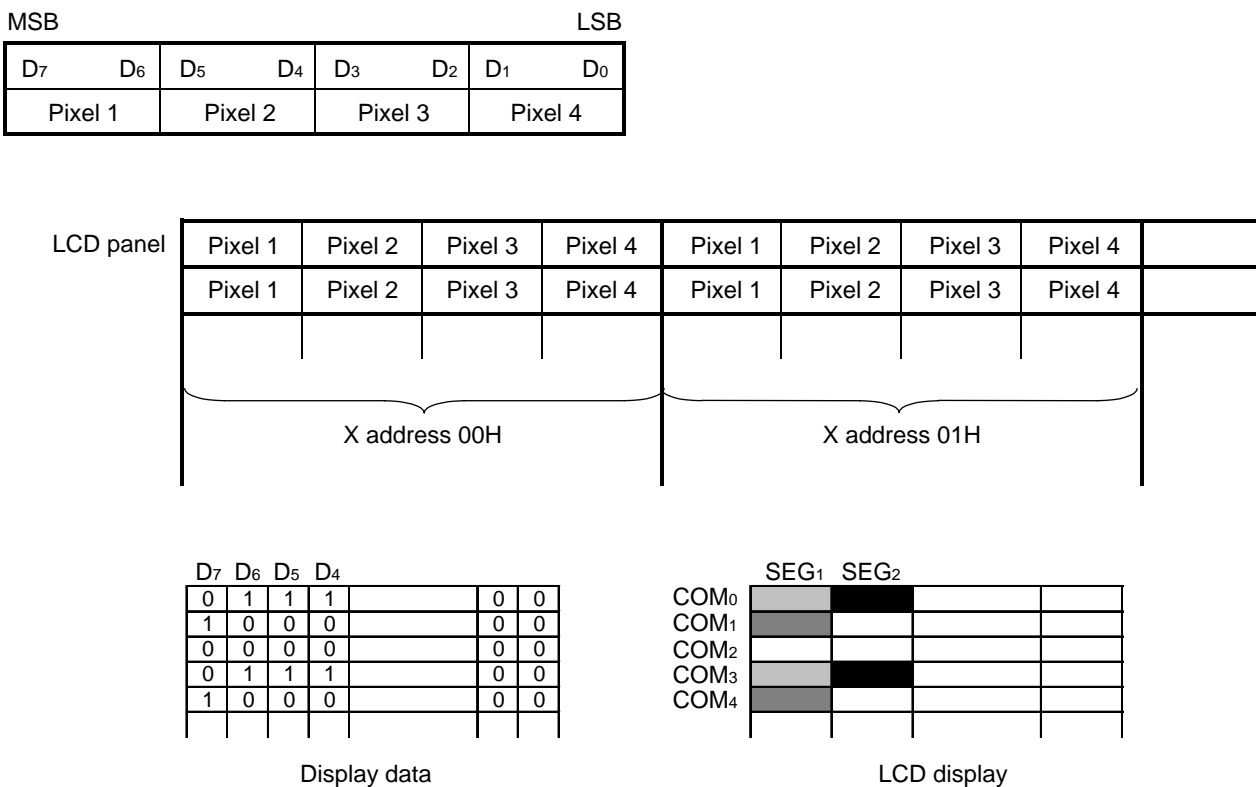 MSB LSB
D7 D6 D5 D4 D3 D2 D1 D0
Pixel 1 Pixel 2 Pixel 3 Pixel 4
LCD panel Pixel 1 Pixel 2 Pixel 3 Pixel 4 Pixel 1 Pixel 2 Pixel 3 Pixel 4
Pixel 1 Pixel 2 Pixel 3 Pixel 4 Pixel 1 Pixel 2 Pixel 3 Pixel 4
X address 00H X address 01H
D7 D6 D5 D4
0 1 1 1 0 0
1 0 0 0 0 0
0 0 0 0 0 0
0 1 1 1 0 0
1 0 0 0 0 0
Display data
SEG1 SEG2
COM0
COM1
COM2
COM3
COM4
LCD display